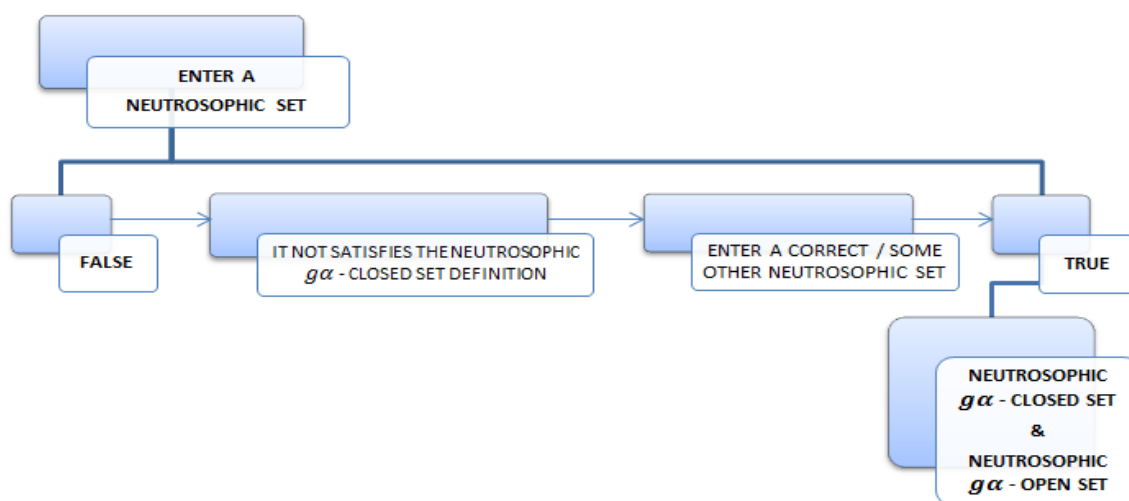 ENTER A
NEUTROSOPHIC SET
FALSE
IT NOT SATISFIES THE NEUTROSOPHIC
gα - CLOSED SET DEFINITION
ENTER A CORRECT / SOME
OTHER NEUTROSOPHIC SET
TRUE
NEUTROSOPHIC
gα - CLOSED SET
&
NEUTROSOPHIC
gα - OPEN SET